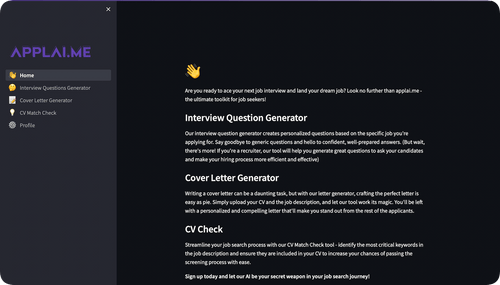 APPLAI.ME
Home
Interview Questions Generator
Cover Letter Generator
CV Match Check
Profile
Are you ready to ace your next job interview and land your dream job? Look no further than applai.me -
the ultimate toolkit for job seekers!
Interview Question Generator
Our interview question generator creates personalized questions based on the specific job you're
applying for. Say goodbye to generic questions and hello to confident, well-prepared answers. (But wait,
there's more! If you're a recruiter, our tool will help you generate great questions to ask your candidates
and make your hiring process more efficient and effective)
Cover Letter Generator
Writing a cover letter can be a daunting task, but with our letter generator, crafting the perfect letter is
easy as pie. Simply upload your CV and the job description, and let our tool work its magic. You'll be left
with a personalized and compelling letter that'll make you stand out from the rest of the applicants.
CV Check
Streamline your job search process with our CV Match Check tool - identify the most critical keywords in
the job description and ensure they are included in your CV to increase your chances of passing the
screening process with ease.
Sign up today and let our AI be your secret weapon in your job search journey!